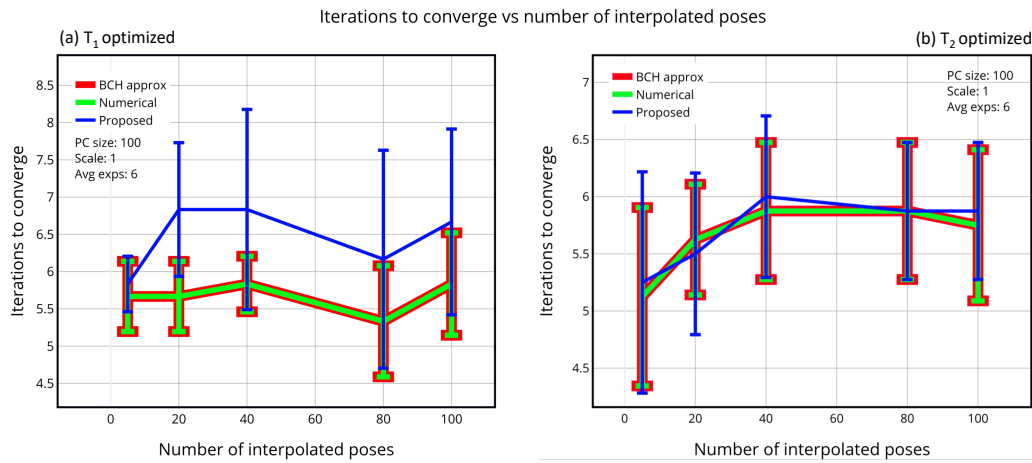 Iterations to converge vs number of interpolated poses
(a) T1 optimized
(b) T2 optimized
Iterations to converge
8.5
8
7.5
7
6.5
6
5.5
5
4.5
BCH approx
Numerical
Proposed
PC size: 100
Scale: 1
Avg exps: 6
0
20
40
60
80
100
Number of interpolated poses
Iterations to converge
7
6.5
6
5.5
5
4.5
BCH approx
Numerical
Proposed
PC size: 100
Scale: 1
Avg exps: 6
0
20
40
60
80
100
Number of interpolated poses